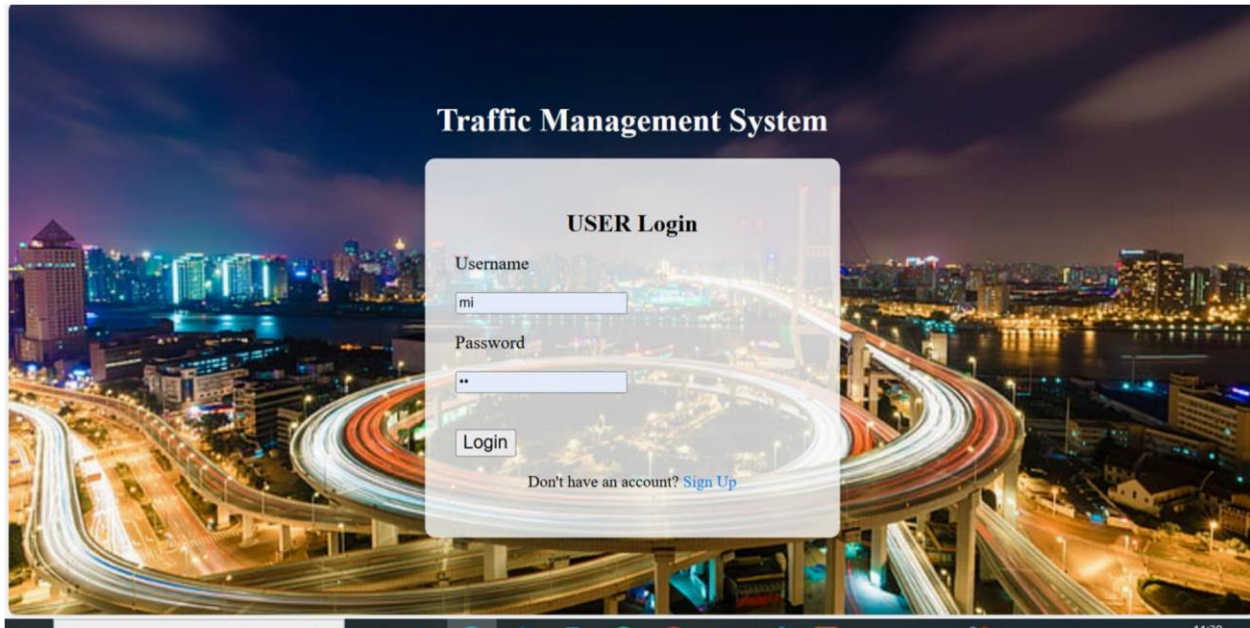 Traffic Management System
USER Login
Username
mi
Password
••
Login
Don't have an account? Sign Up